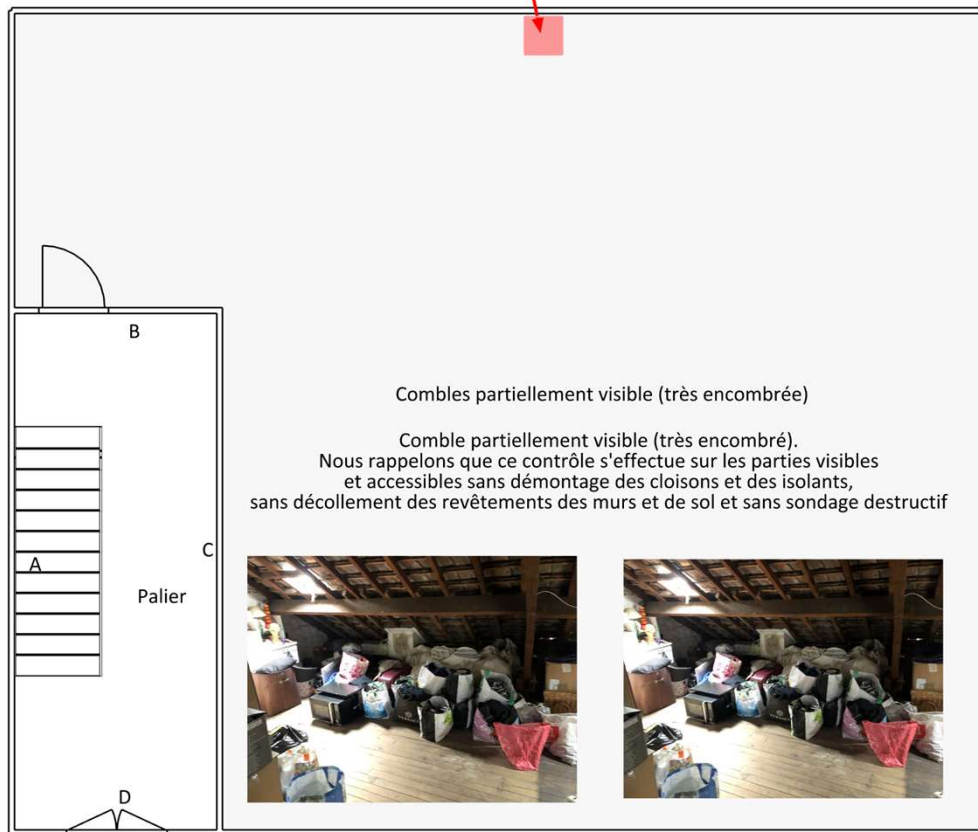 B
Combles partiellement visible (très encombrée)
Comble partiellement visible (très encombré).
Nous rappelons que ce contrôle s'effectue sur les parties visibles
et accessibles sans démontage des cloisons et des isolants,
sans décollement des revêtements des murs et de sol et sans sondage destructif
A
C
Palier
D